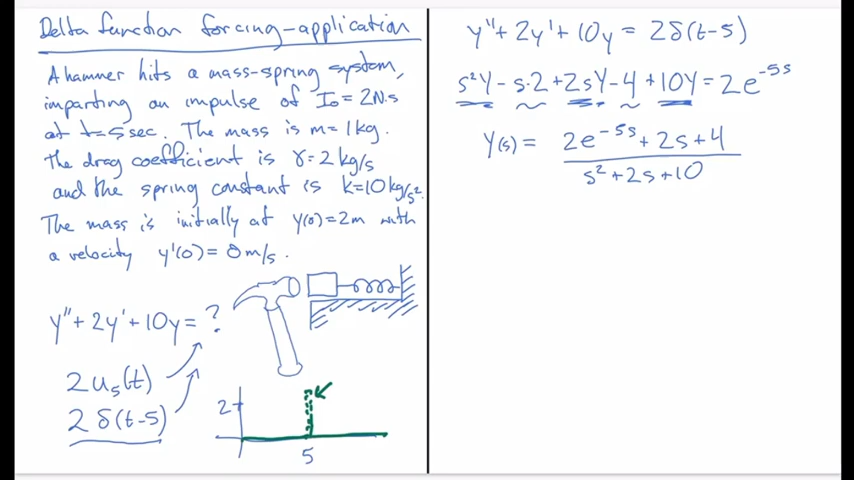 Delta function forcing-application
A hammer hits a mass-spring system,
imparting an impulse of I₀ = 2 N·s
at t=5 sec. The mass is m=1 kg.
The drag coefficient is γ=2 kg/s
and the spring constant is k=10 kg/s².
The mass is initially at y(0)=2m with
a velocity y'(0)=0 m/s.
y''+2y'+10y= ?
2u₅(t)
2δ(t-5)
2
5
y''+2y'+10y = 2δ(t-5)
s²Y - s·2 +2sY-4 +10Y=2e^{-5s}
Y(s) = 2e^{-5s}+2s+4
s²+2s+10